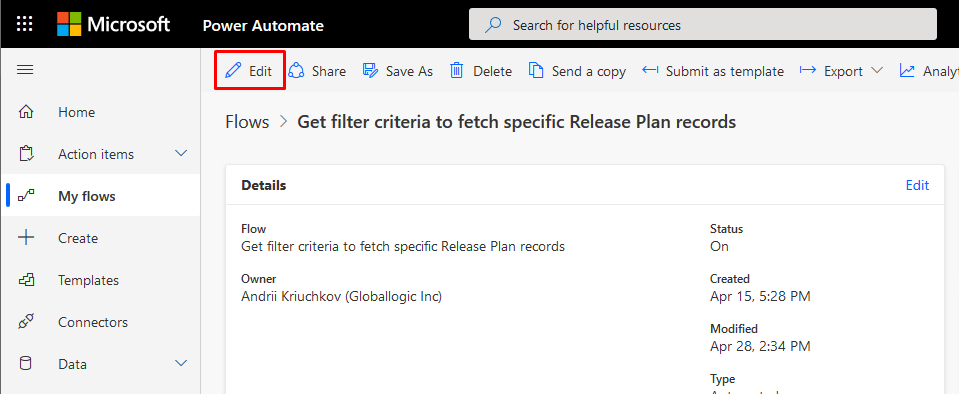 Microsoft Power Automate Search for helpful resources
Edit Share Save As Delete Send a copy Submit as template Export Analyt
Flows > Get filter criteria to fetch specific Release Plan records
Home
Action items
My flows
Create
Templates
Connectors
Data
Details Edit
Flow
Get filter criteria to fetch specific Release Plan records
Owner
Andrii Kriuchkov (Globallogic Inc)
Status
On
Created
Apr 15, 5:28 PM
Modified
Apr 28, 2:34 PM
Type